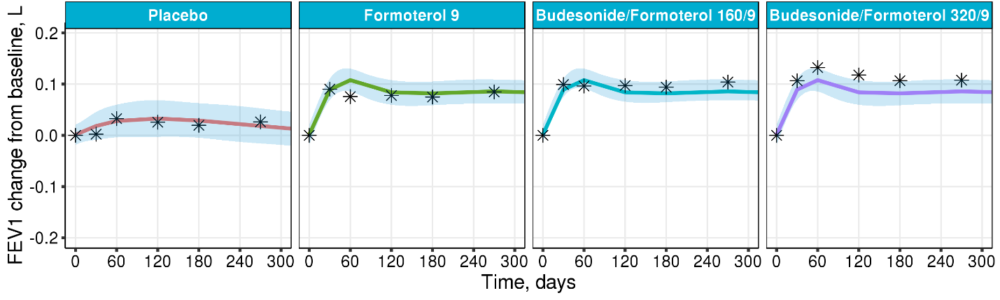 FEV1 change from baseline, L
Placebo
Formoterol 9
Budesonide/Formoterol 160/9
Budesonide/Formoterol 320/9
0.2
0.1
0.0
-0.1
-0.2
0 60 120 180 240 300
0 60 120 180 240 300
0 60 120 180 240 300
0 60 120 180 240 300
Time, days